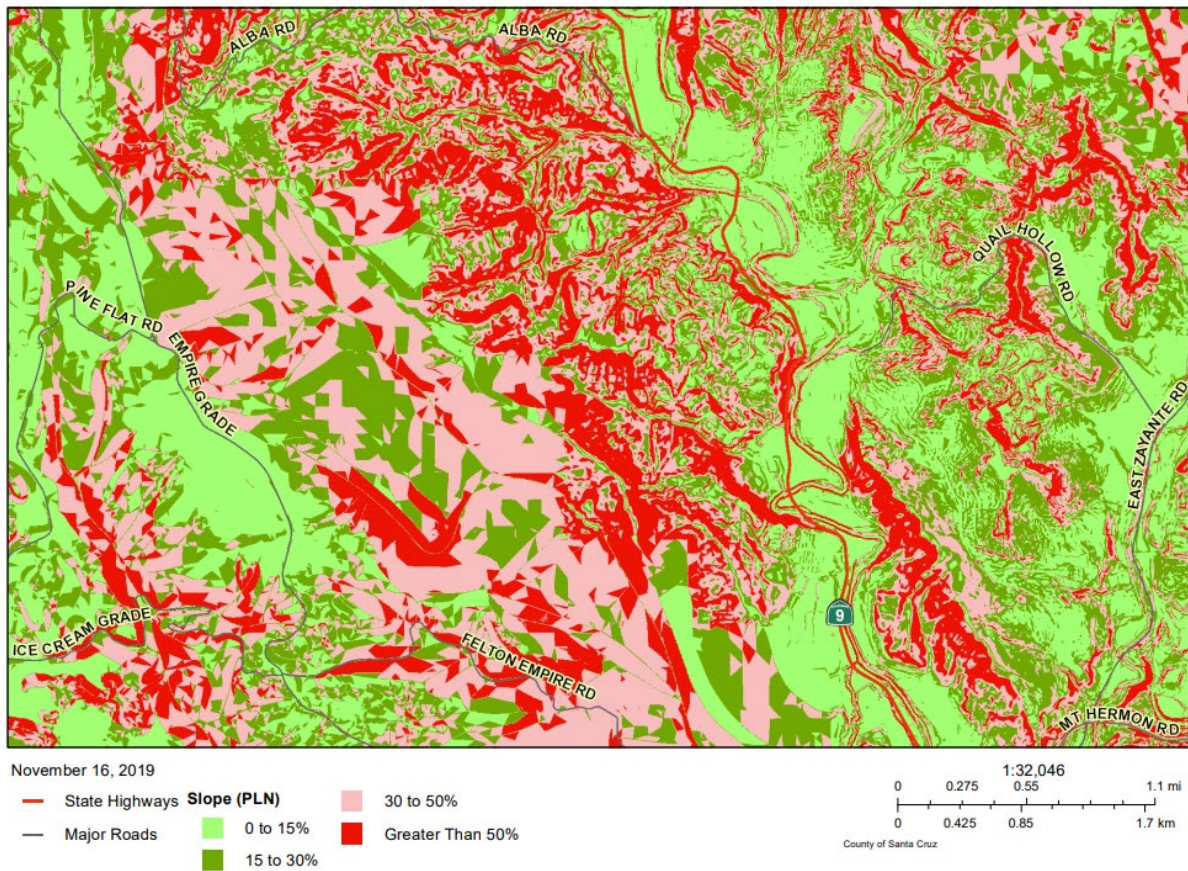 ALBA RD
ALBA RD
QUAIL HOLLOW RD
PINE FLAT RD
EMPIRE GRADE
EAST ZAYANTE RD
ICE CREAM GRADE
9
FELTON EMPIRE RD
MT HERMON RD
November 16, 2019
State Highways
Major Roads
Slope (PLN)
0 to 15%
15 to 30%
30 to 50%
Greater Than 50%
1:32,046
0 0.275 0.55 1.1 mi
0 0.425 0.85 1.7 km
County of Santa Cruz